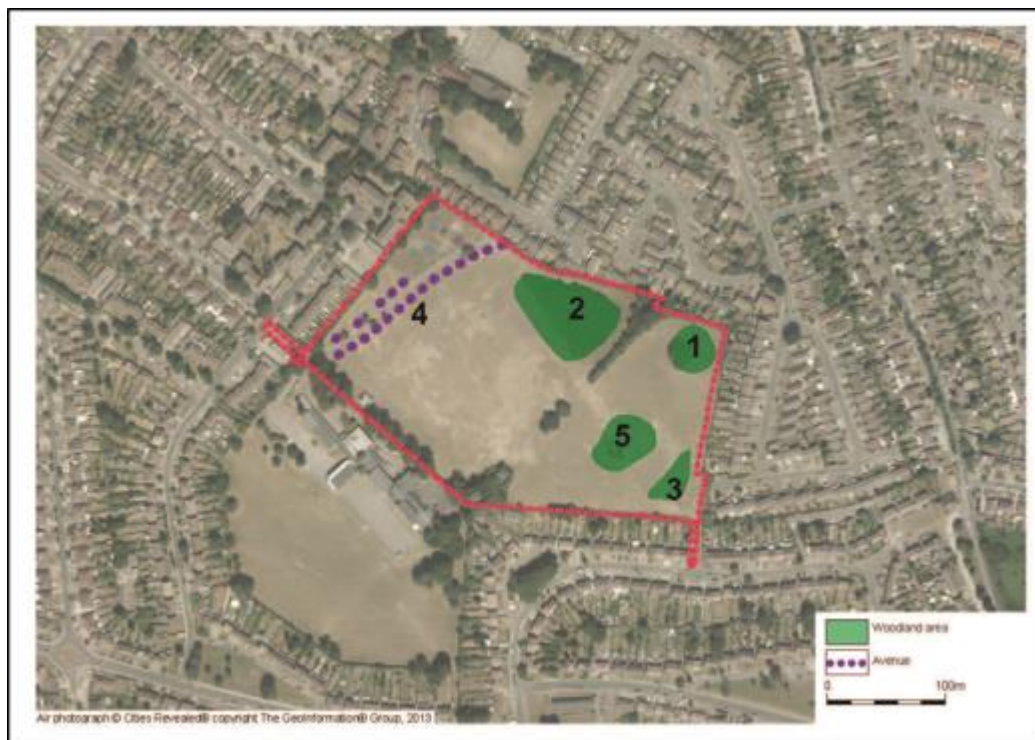 4
2
1
5
3
Woodland area
Avenue
0 100m
Air photograph © Cities Revealed® copyright The GeoInformation® Group, 2013